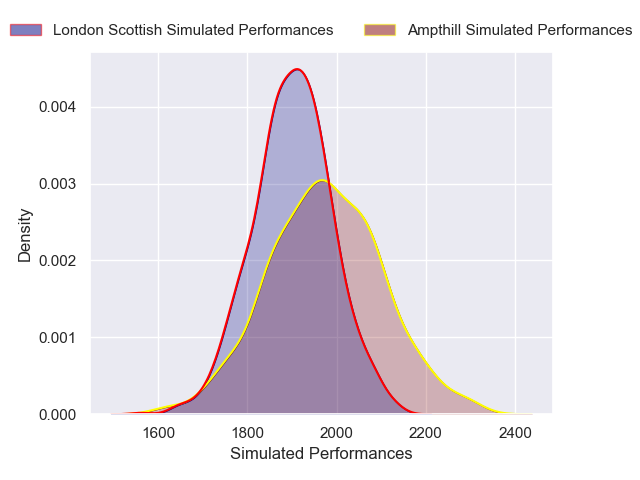 London Scottish Simulated Performances
Ampthill Simulated Performances
0.004
0.003
0.002
0.001
0.000
Density
1600 1800 2000 2200 2400
Simulated Performances